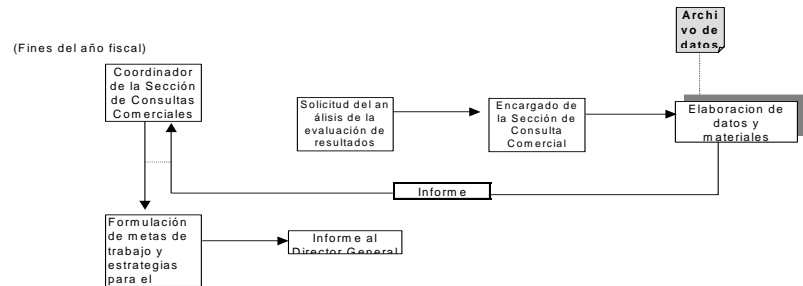 Archi
vo de
datos
(Fines del año fiscal)
Coordinador
de la Sección
de Consultas
Comerciales
Solicitud del an
álisis de la
evaluación de
resultados
Encargado de
la Sección de
Consulta
Comercial
Elaboracion de
datos y
materiales
Informe
Formulación
de metas de
trabajo y
estrategias
para el
Informe al
Director General